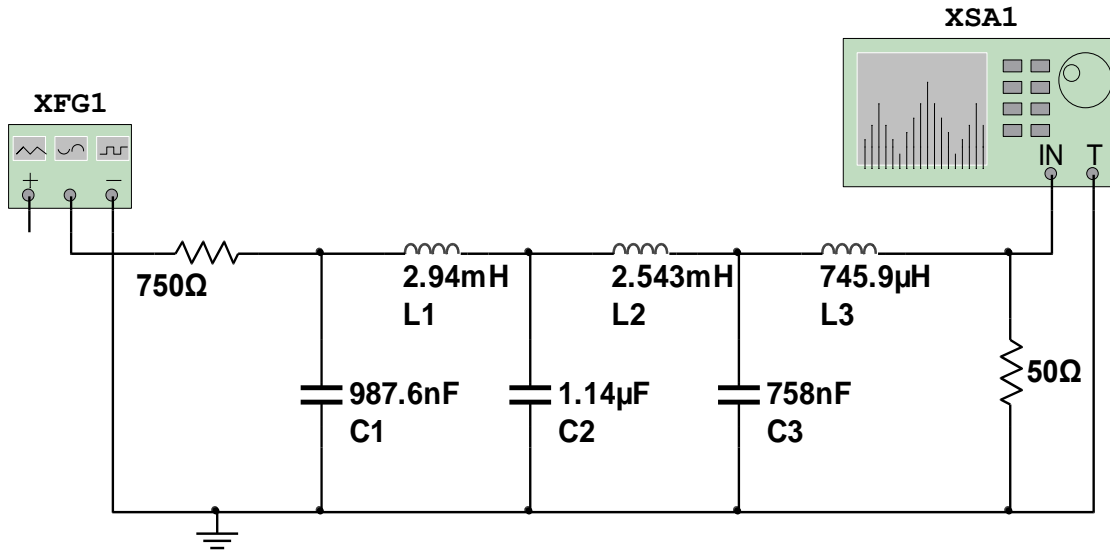 XSA1
XFG1
IN T
+ −
750Ω
2.94mH
L1
2.543mH
L2
745.9µH
L3
987.6nF
C1
1.14µF
C2
758nF
C3
50Ω